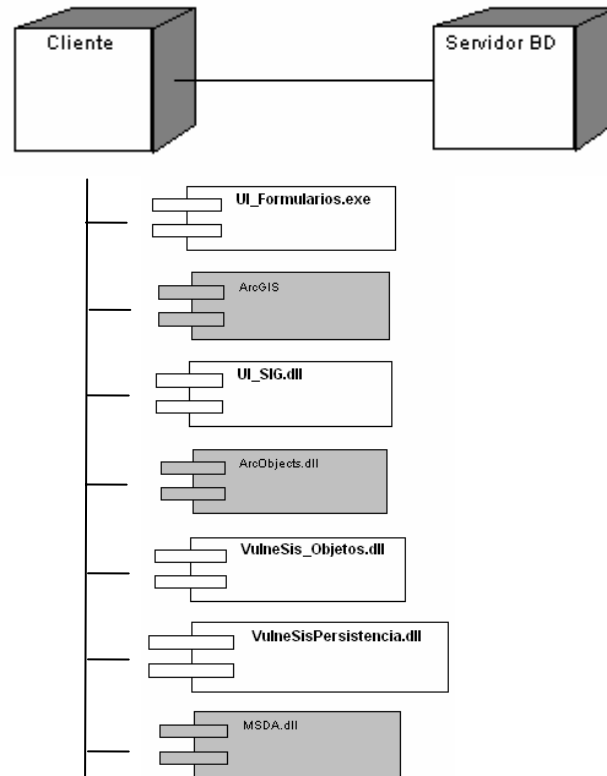 Cliente
Servidor BD
UI_Formularios.exe
ArcGIS
UI_SIG.dll
ArcObjects.dll
VulneSis_Objetos.dll
VulneSisPersistencia.dll
MSDA.dll